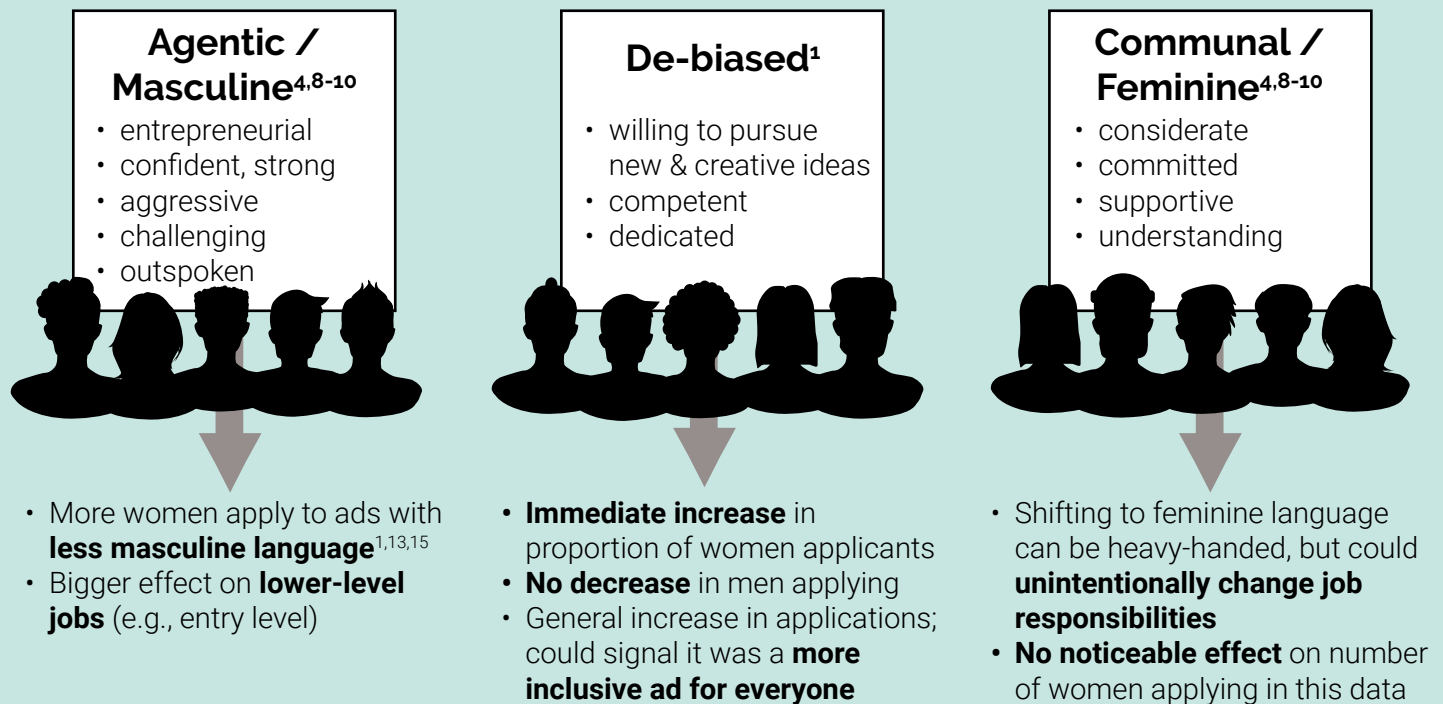 Agentic /
Masculine⁴,⁸⁻¹⁰
• entrepreneurial
• confident, strong
• aggressive
• challenging
• outspoken
• More women apply to ads with
less masculine language¹,¹³,¹⁵
• Bigger effect on lower-level
jobs (e.g., entry level)
De-biased¹
• willing to pursue
new & creative ideas
• competent
• dedicated
• Immediate increase in
proportion of women applicants
• No decrease in men applying
• General increase in applications;
could signal it was a more
inclusive ad for everyone
Communal /
Feminine⁴,⁸⁻¹⁰
• considerate
• committed
• supportive
• understanding
• Shifting to feminine language
can be heavy-handed, but could
unintentionally change job
responsibilities
• No noticeable effect on number
of women applying in this data